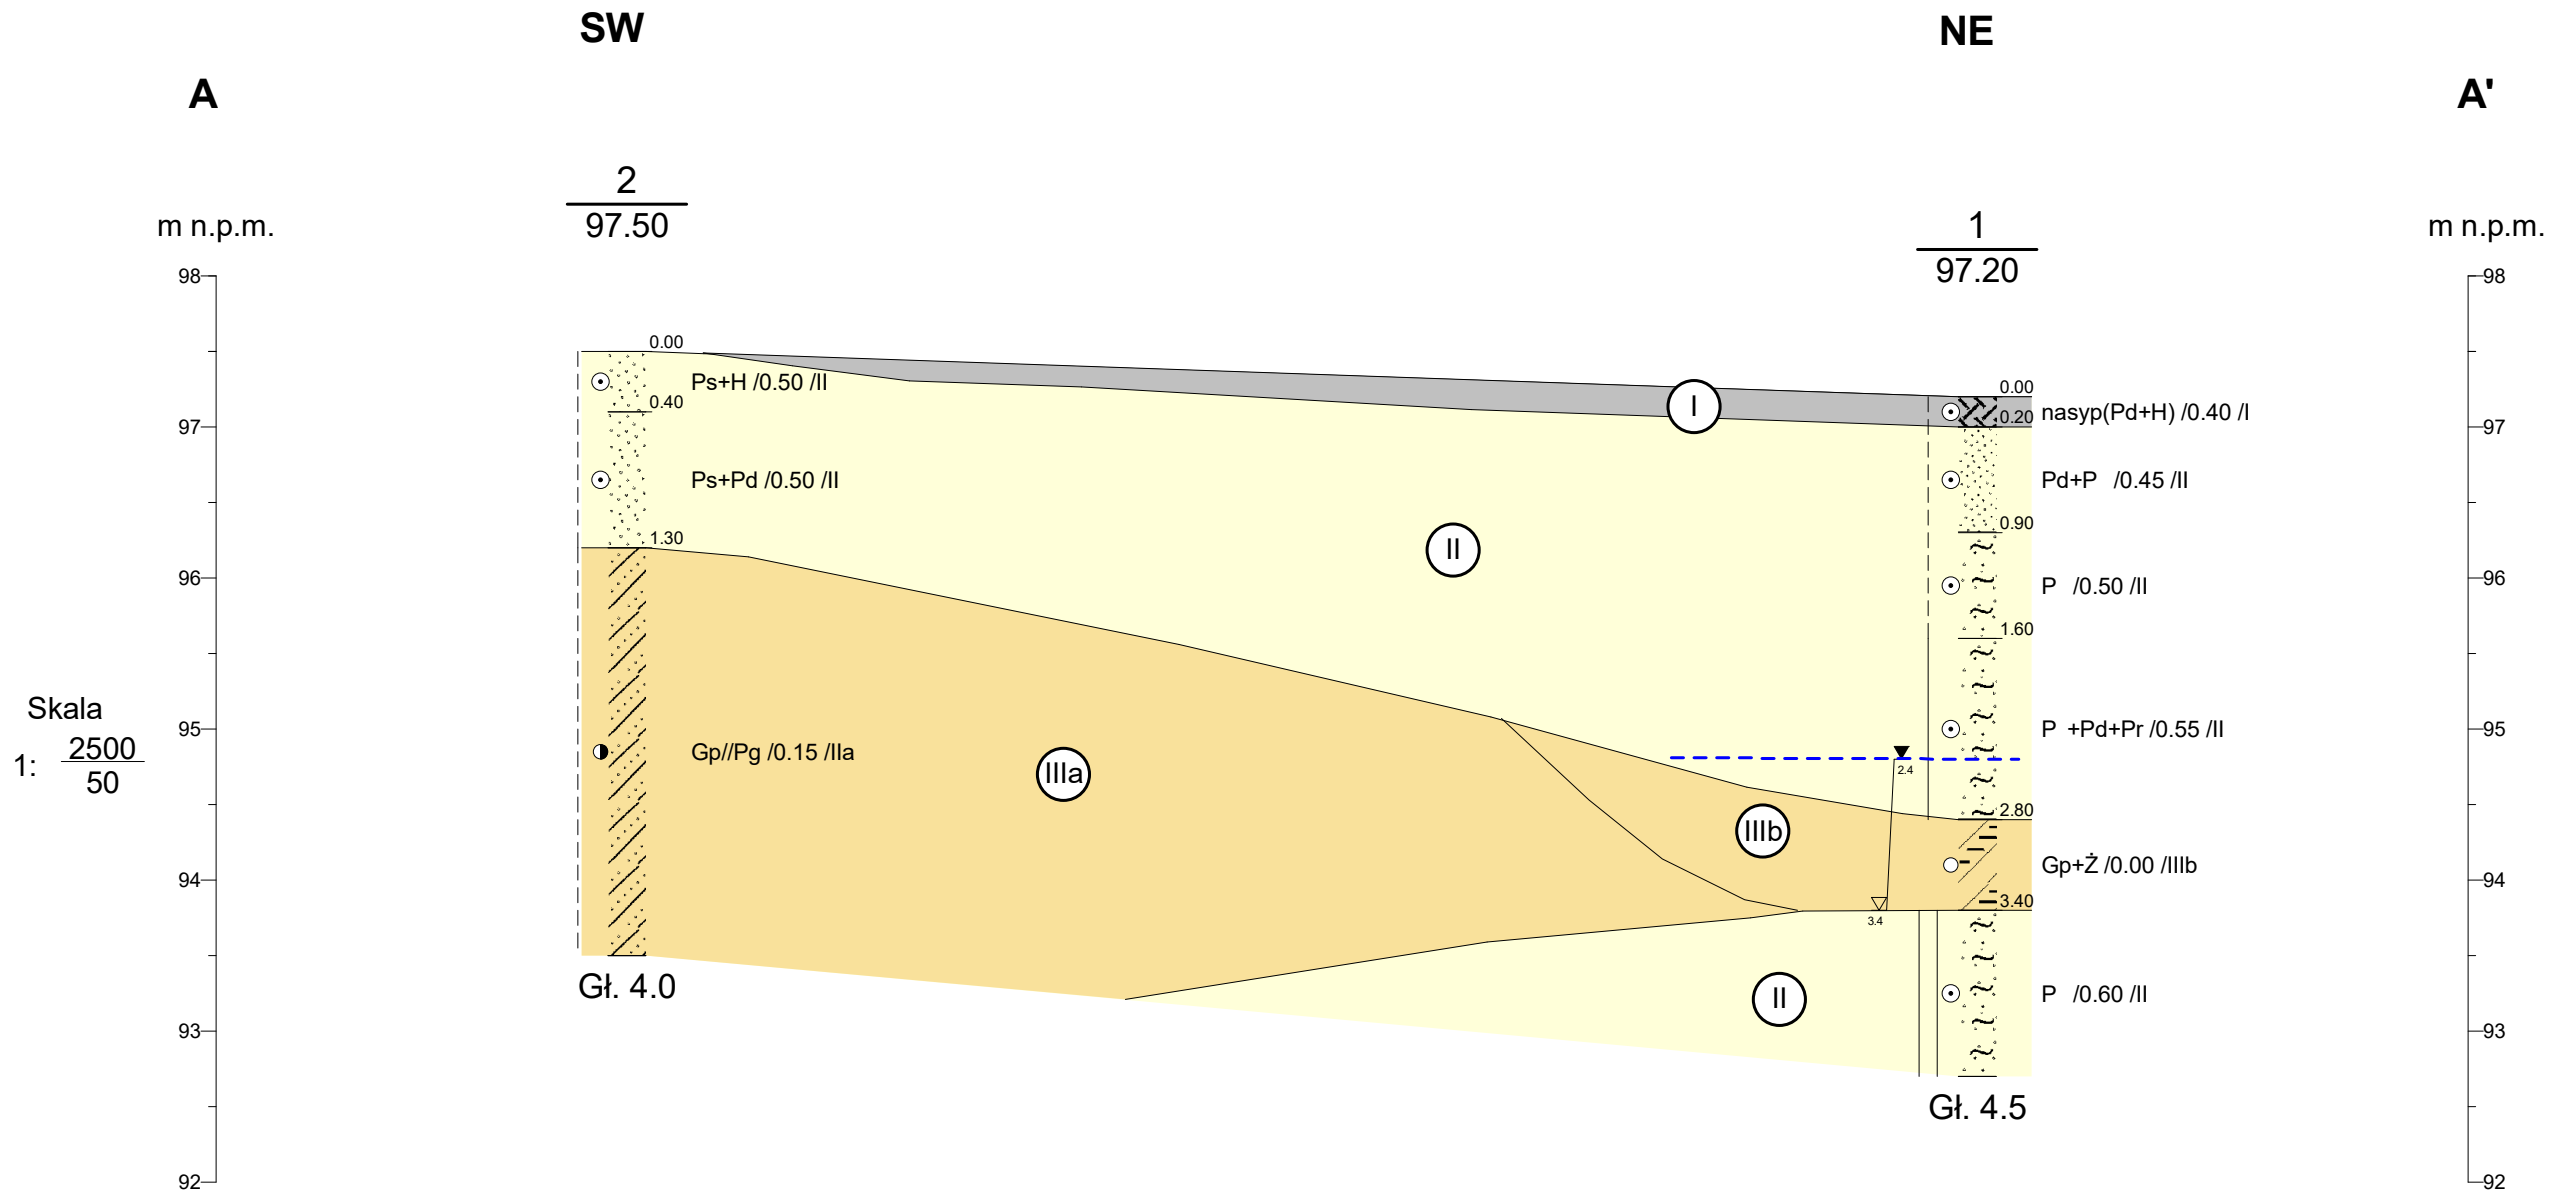 SW
NE
A
A'
2
97.50
1
97.20
m n.p.m.
m n.p.m.
98
97
96
95
94
93
92
98
97
96
95
94
93
92
Skala
1: 2500
50
0.00
Ps+H /0.50 /II
0.40
Ps+Pd /0.50 /II
1.30
Gp//Pg /0.15 /IIa
Gł. 4.0
I
II
IIIa
IIIb
II
2.4
3.4
0.00
nasyp(Pd+H) /0.40 /I
0.20
Pd+P /0.45 /II
0.90
P /0.50 /II
1.60
P +Pd+Pr /0.55 /II
2.80
Gp+Ż /0.00 /IIIb
3.40
P /0.60 /II
Gł. 4.5